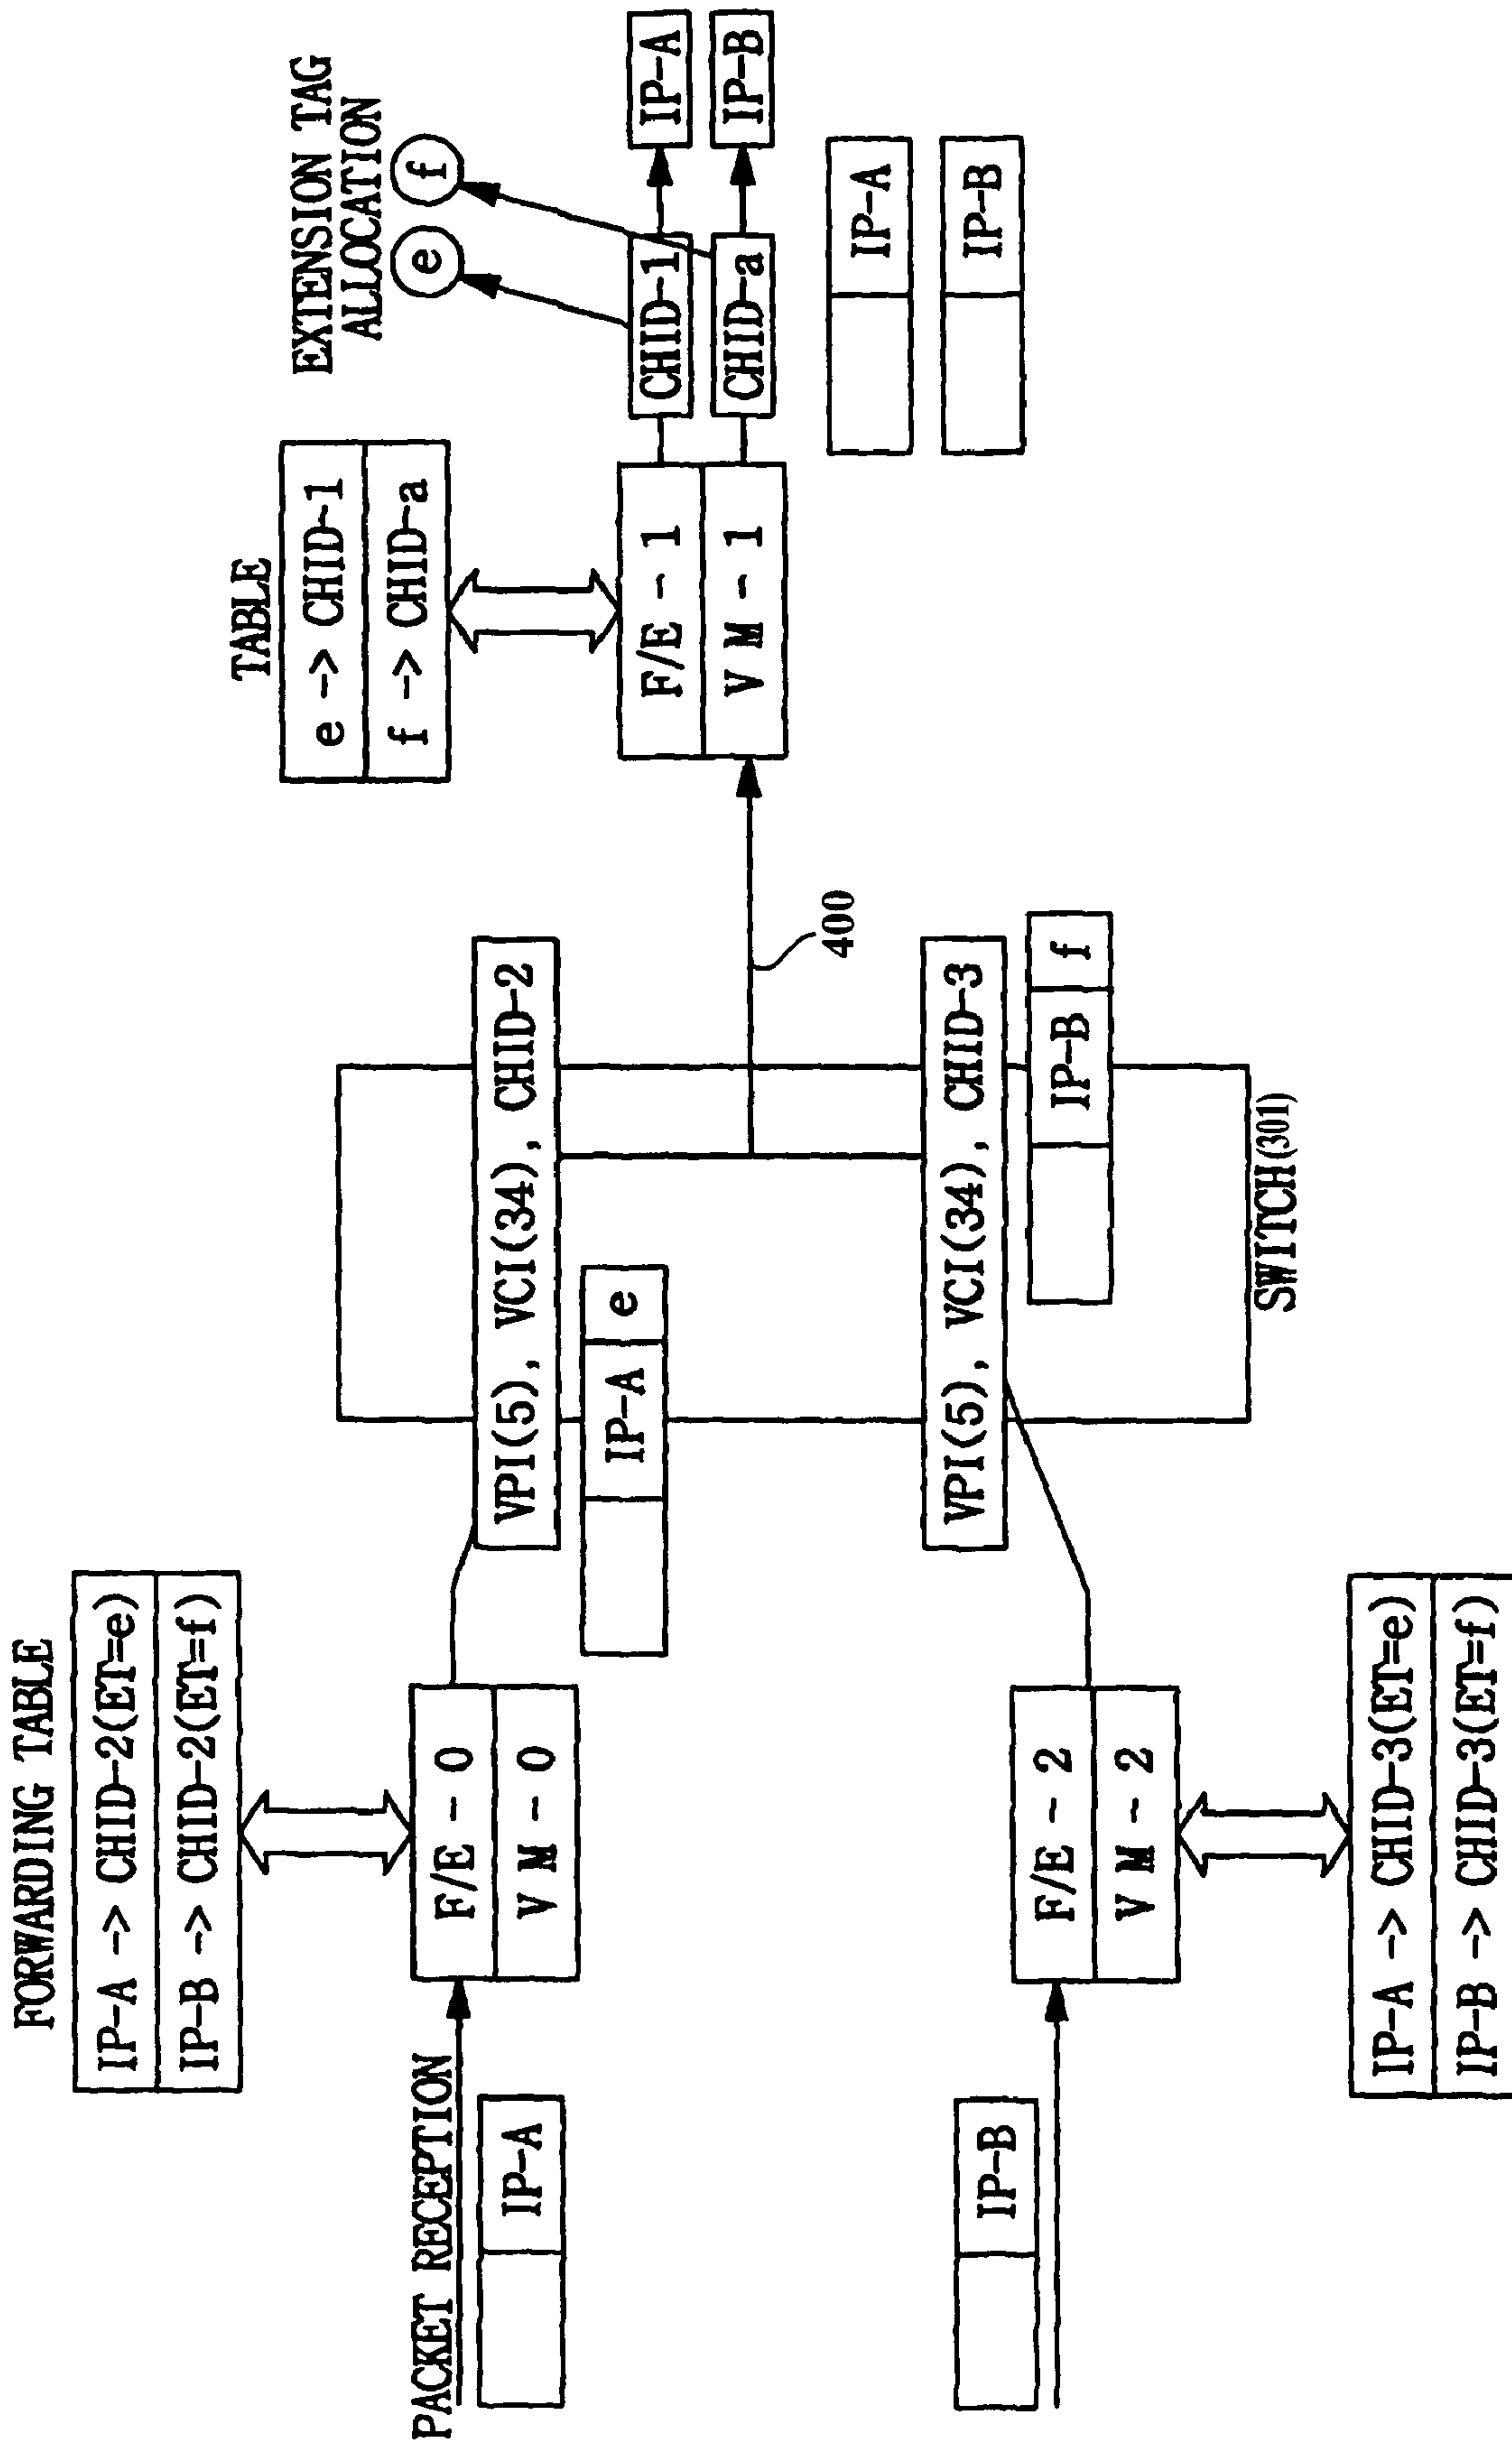 FORWARDING TABLE
IP-A -> CHID-2(ET=e)
IP-B -> CHID-2(ET=f)
PACKET RECEPTION
IP-A
F/E - 0
V M - 0
IP-B
F/E - 2
V M - 2
IP-A -> CHID-3(ET=e)
IP-B -> CHID-3(ET=f)
VPI(5), VCI(34), CHID-2
IP-A e
VPI(5), VCI(34), CHID-3
IP-B f
SWITCH(301)
400
TABLE
e -> CHID-1
f -> CHID-a
F/E - 1
V M - 1
EXTENSION TAG
ALLOCATION
e f
CHID-1 IP-A
CHID-a IP-B
IP-A
IP-B